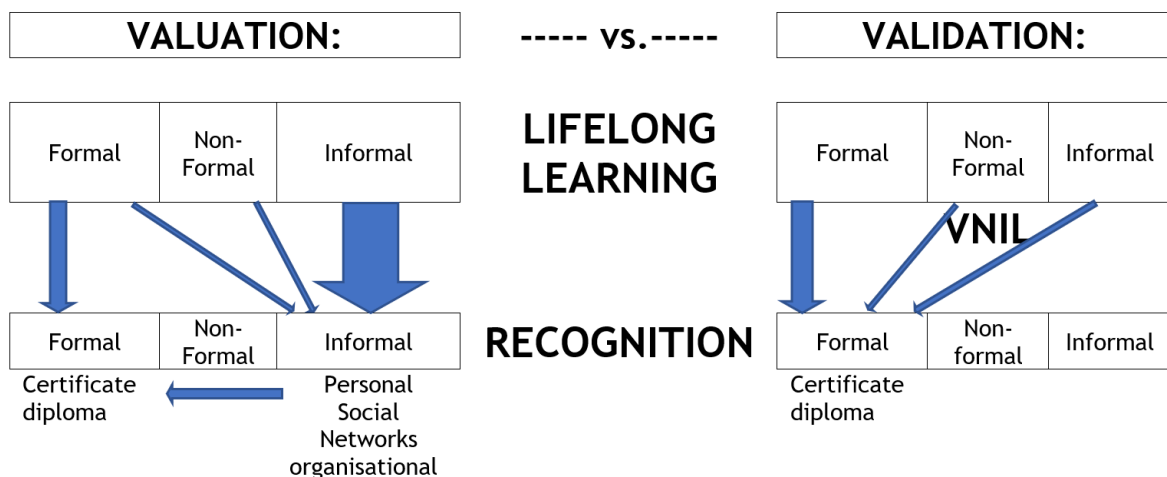 VALUATION:
----- vs.-----
VALIDATION:
Formal
Non-
Formal
Informal
LIFELONG
LEARNING
Formal
Non-
Formal
Informal
VNIL
Formal
Non-
Formal
Informal
RECOGNITION
Formal
Non-
formal
Informal
Certificate
diploma
Personal
Social
Networks
organisational
Certificate
diploma